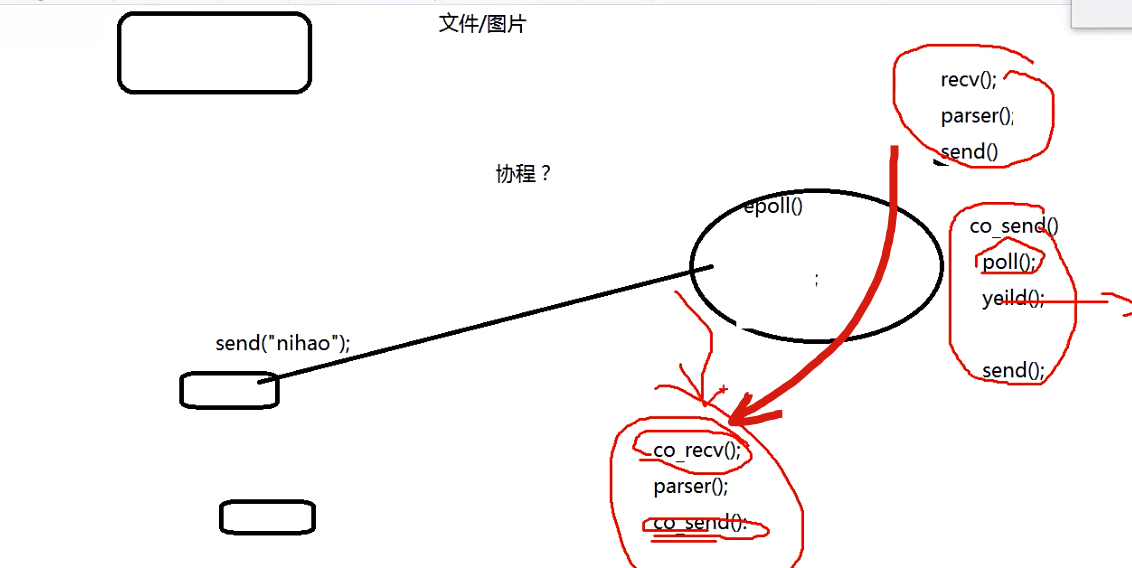 文件/图片
recv();
parser();
send()
协程？
epoll()
;
co_send()
poll();
yeild();
send();
send("nihao");
co_recv();
parser();
co_send():